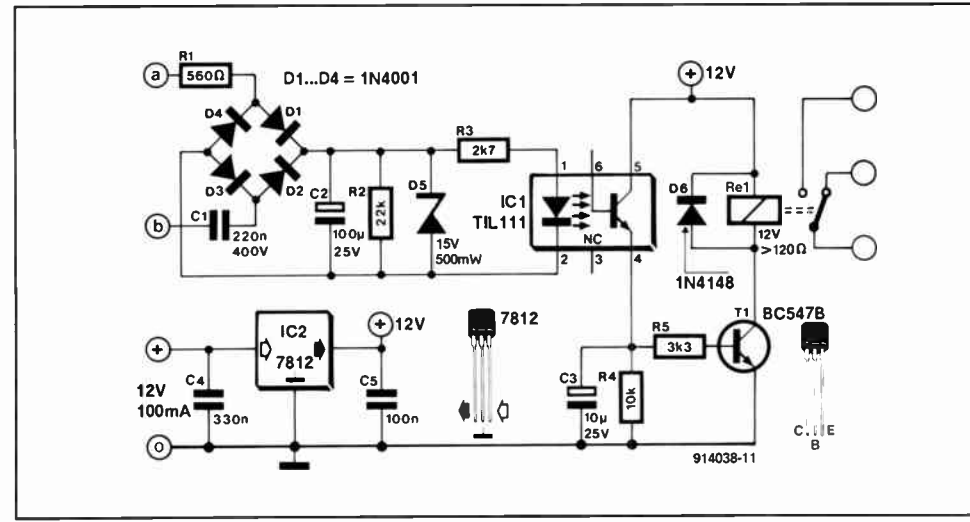 R1
a
560Ω
D1...D4 = 1N4001
D4
D1
D3
D2
C1
220n
400V
b
C2
100µ
25V
R2
22k
D5
15V
500mW
R3
2k7
1
6
5
IC1
TIL111
NC
2
3
4
+
12V
D6
1N4148
Re1
12V
>120Ω
T1
BC547B
R5
3k3
R4
10k
C3
10µ
25V
C. B E
914038-11
+
12V
100mA
0
C4
330n
IC2
7812
+
12V
C5
100n
7812